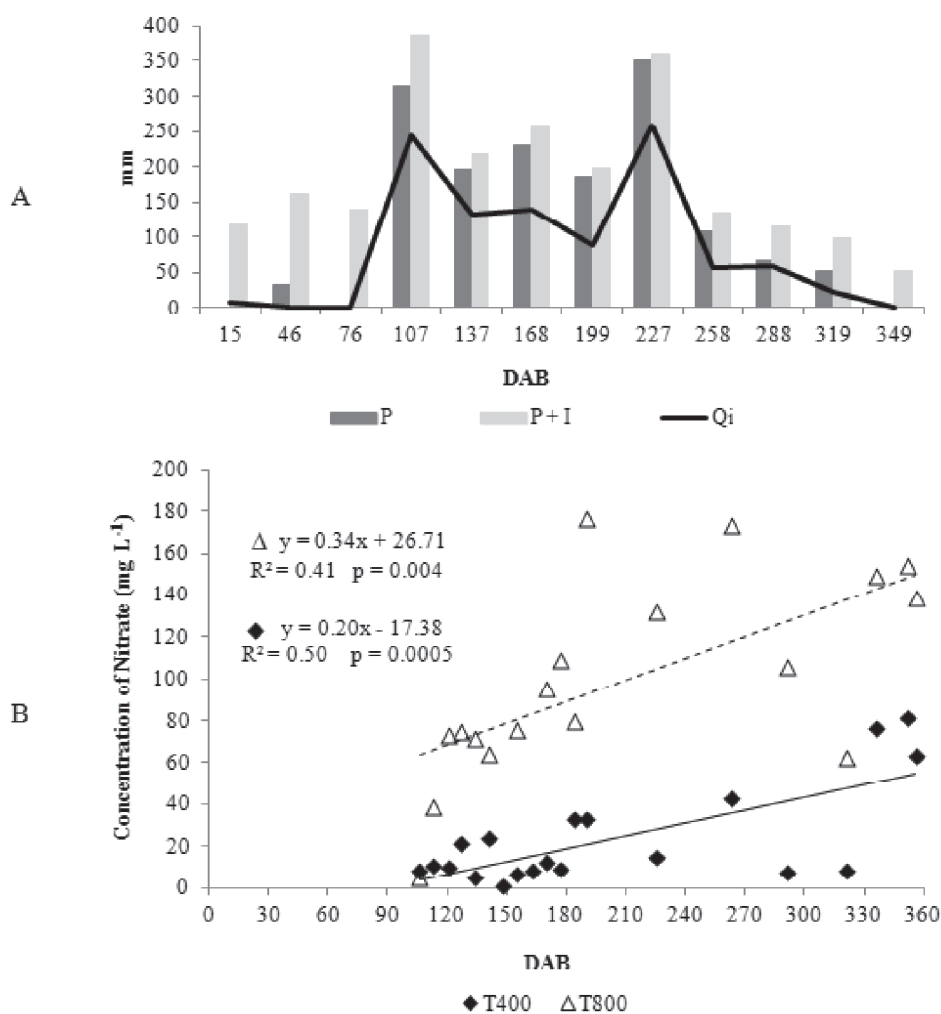 A
mm
400
350
300
250
200
150
100
50
0
15 46 76 107 137 168 199 227 258 288 319 349
DAB
P P + I Qi
B
Concentration of Nitrate (mg L-1)
200
180
160
140
120
100
80
60
40
20
0
y = 0.34x + 26.71
R² = 0.41 p = 0.004
y = 0.20x - 17.38
R² = 0.50 p = 0.0005
0 30 60 90 120 150 180 210 240 270 300 330 360
DAB
T400 T800